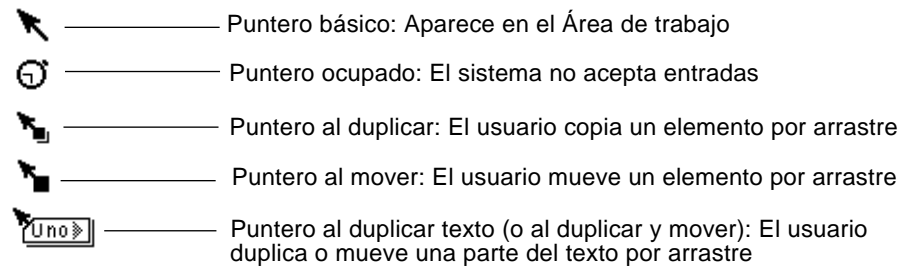 Puntero básico: Aparece en el Área de trabajo
Puntero ocupado: El sistema no acepta entradas
Puntero al duplicar: El usuario copia un elemento por arrastre
Puntero al mover: El usuario mueve un elemento por arrastre
Uno
Puntero al duplicar texto (o al duplicar y mover): El usuario
duplica o mueve una parte del texto por arrastre